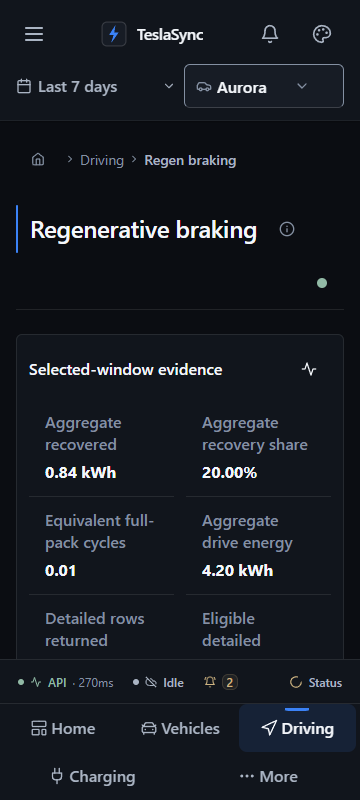 TeslaSync
Last 7 days
Aurora
Driving
Regen braking
Regenerative braking
Selected-window evidence
Aggregate
recovered
0.84 kWh
Aggregate
recovery share
20.00%
Equivalent full-
pack cycles
0.01
Aggregate
drive energy
4.20 kWh
Detailed rows
returned
Eligible
detailed
API · 270ms
Idle
2
Status
Home
Vehicles
Driving
Charging
More